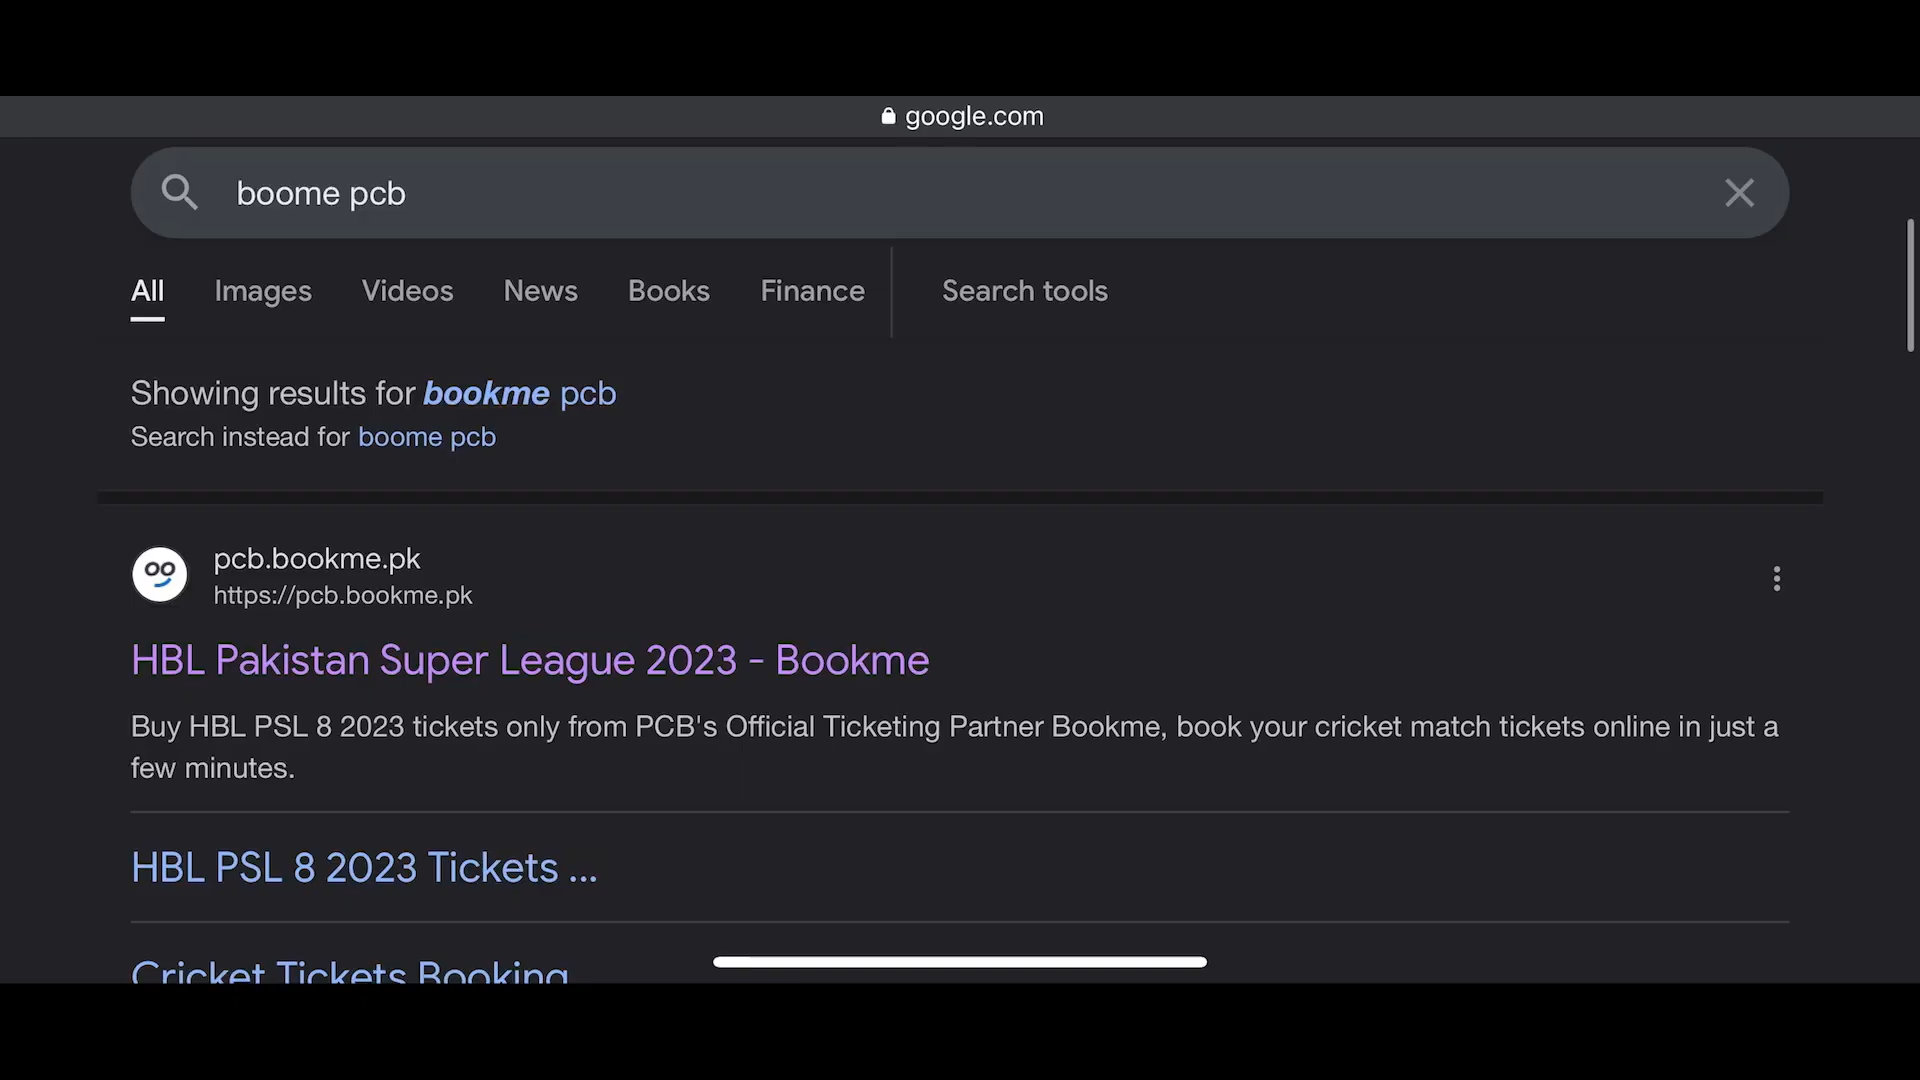 google.com
boome pcb
All Images Videos News Books Finance Search tools
Showing results for bookme pcb
Search instead for boome pcb
pcb.bookme.pk
https://pcb.bookme.pk
HBL Pakistan Super League 2023 - Bookme
Buy HBL PSL 8 2023 tickets only from PCB's Official Ticketing Partner Bookme, book your cricket match tickets online in just a
few minutes.
HBL PSL 8 2023 Tickets ...
Cricket Tickets Booking